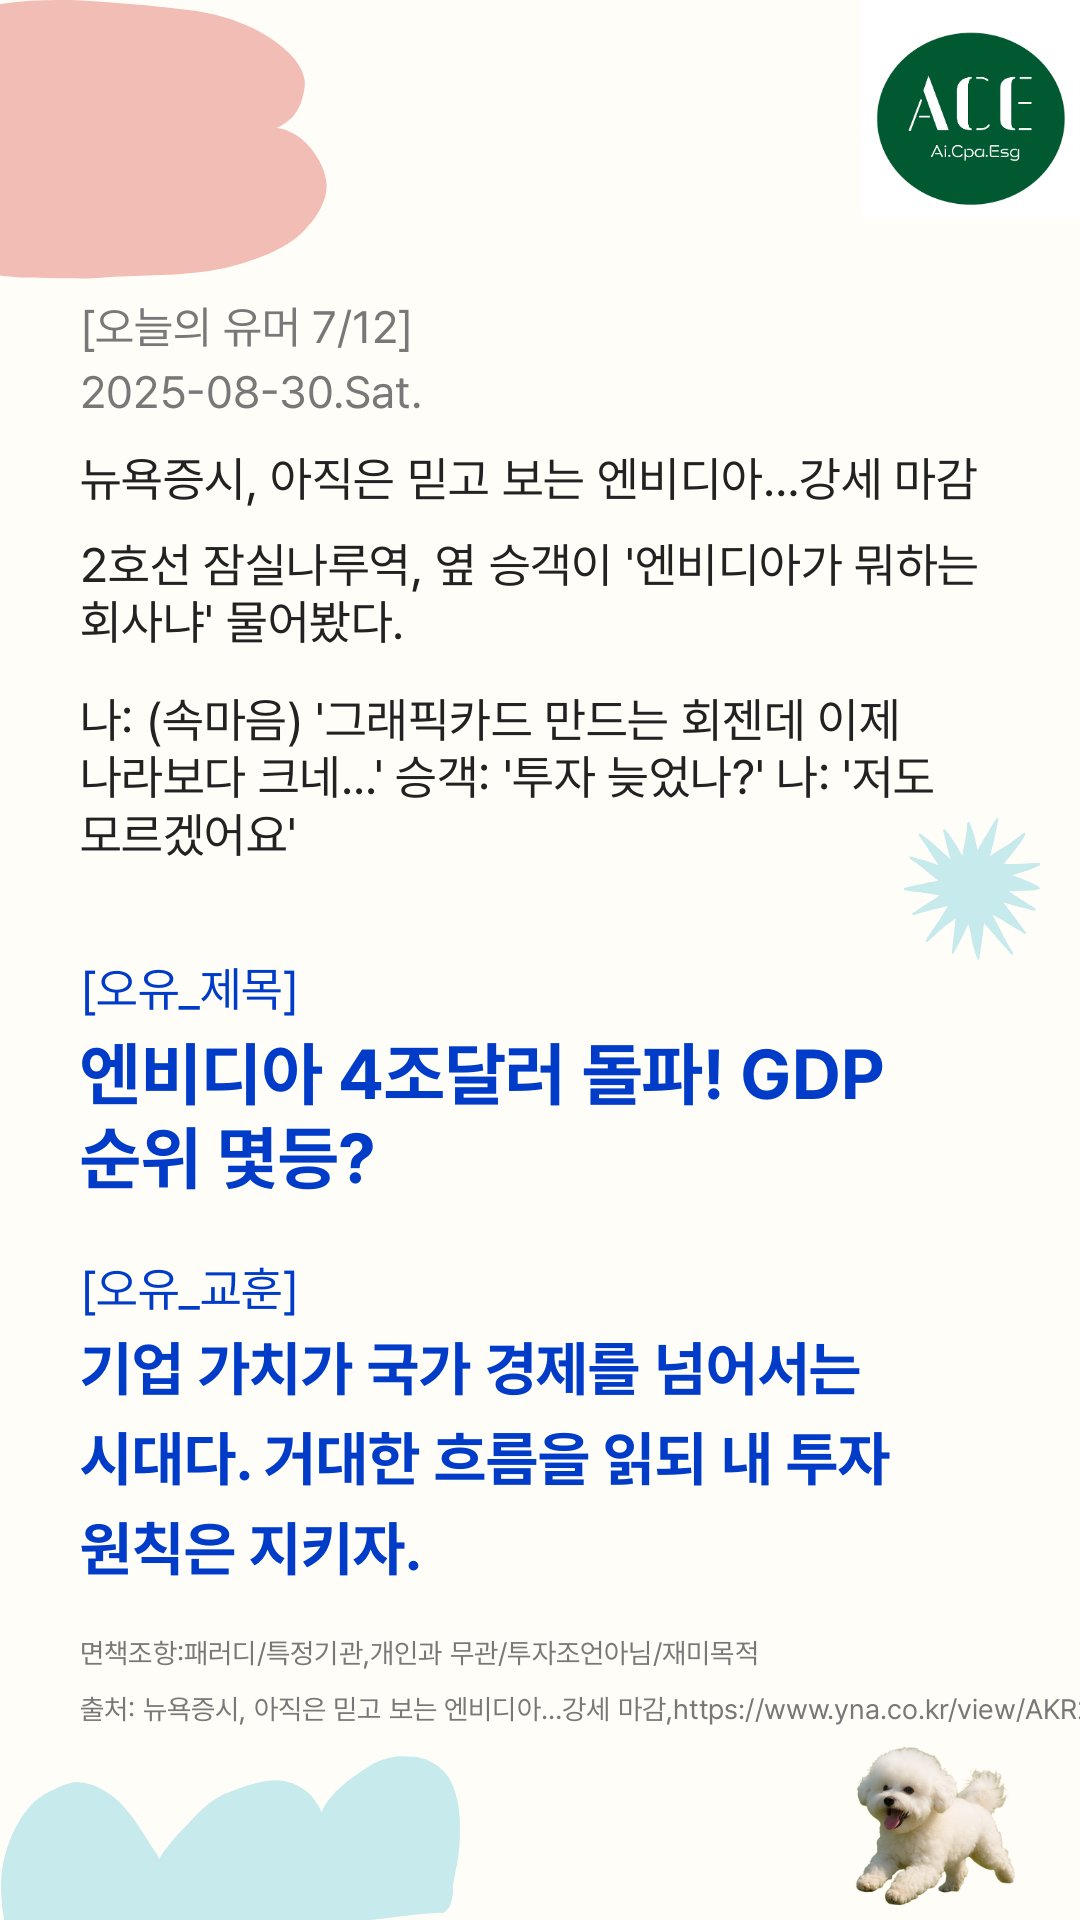 ACE
Ai.Cpa.Esg
[오늘의 유머 7/12]
2025-08-30.Sat.
뉴욕증시, 아직은 믿고 보는 엔비디아…강세 마감
2호선 잠실나루역, 옆 승객이 '엔비디아가 뭐하는
회사냐' 물어봤다.
나: (속마음) '그래픽카드 만드는 회젠데 이제
나라보다 크네...' 승객: '투자 늦었나?' 나: '저도
모르겠어요'
[오유_제목]
엔비디아 4조달러 돌파! GDP
순위 몇등?
[오유_교훈]
기업 가치가 국가 경제를 넘어서는
시대다. 거대한 흐름을 읽되 내 투자
원칙은 지키자.
면책조항:패러디/특정기관,개인과 무관/투자조언아님/재미목적
출처: 뉴욕증시, 아직은 믿고 보는 엔비디아…강세 마감,https://www.yna.co.kr/view/AKR